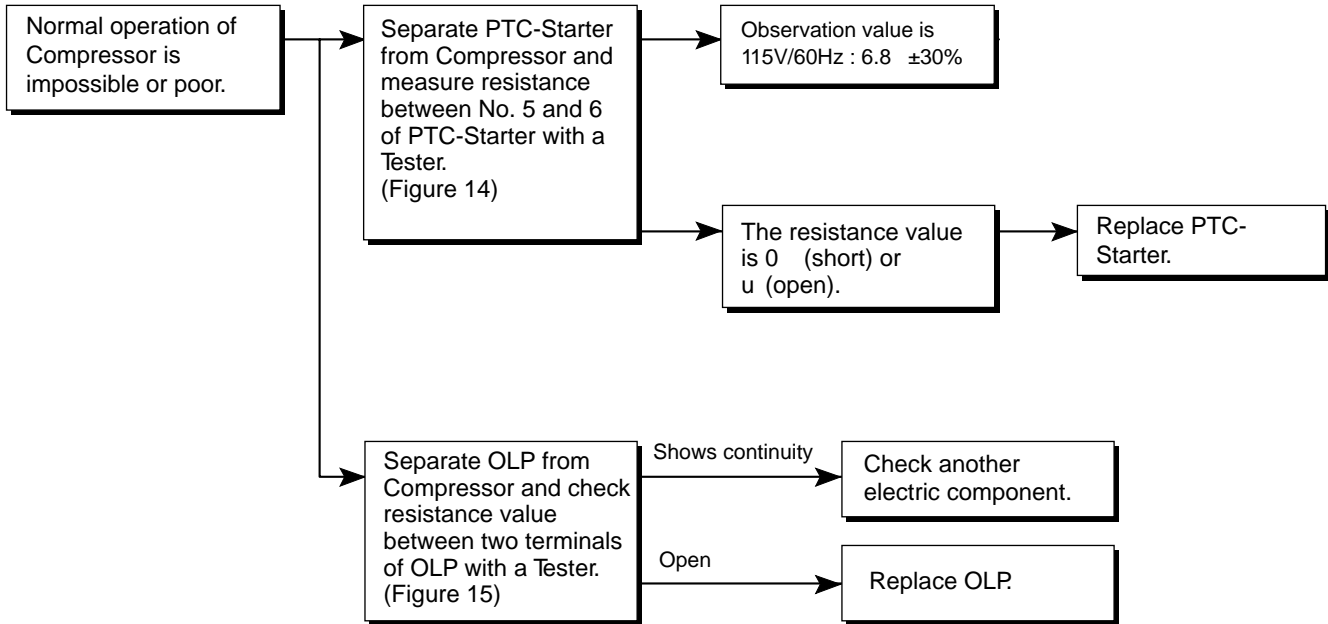 Normal operation of
Compressor is
impossible or poor.
Separate PTC-Starter
from Compressor and
measure resistance
between No. 5 and 6
of PTC-Starter with a
Tester.
(Figure 14)
Observation value is
115V/60Hz : 6.8 ±30%
The resistance value
is 0 (short) or
u (open).
Replace PTC-
Starter.
Separate OLP from
Compressor and check
resistance value
between two terminals
of OLP with a Tester.
(Figure 15)
Shows continuity
Check another
electric component.
Open
Replace OLP.